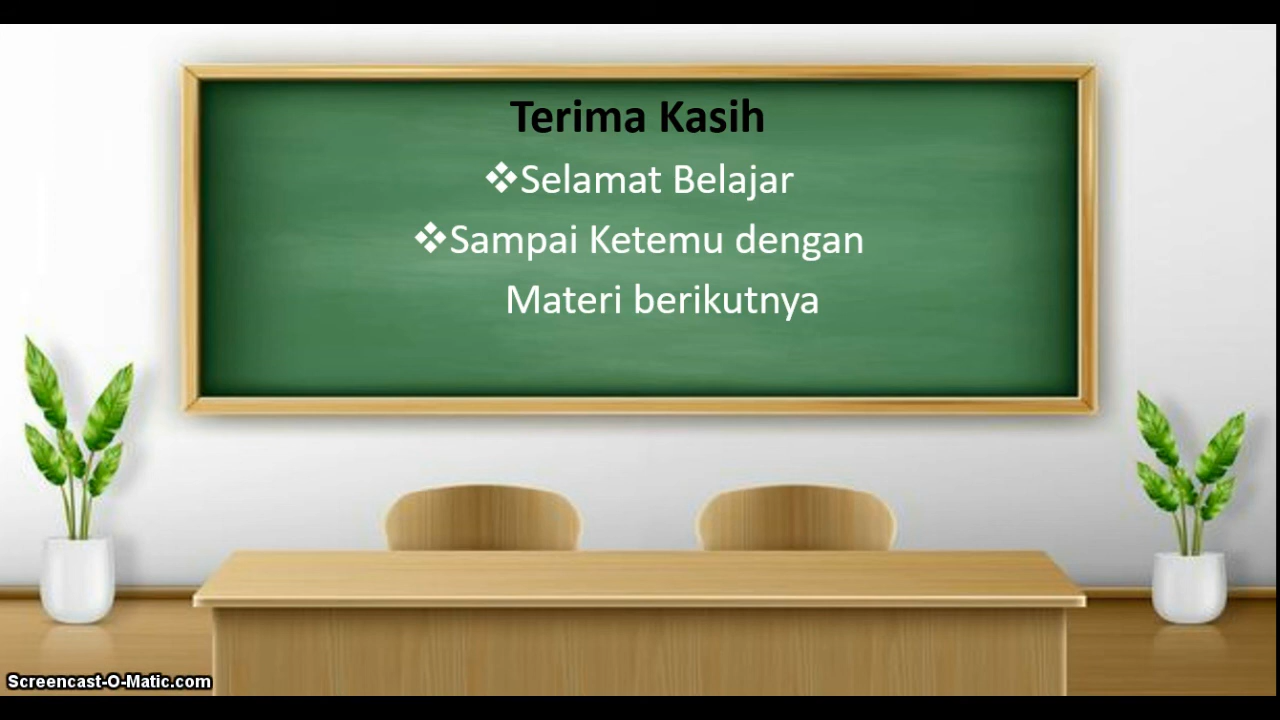 Terima Kasih
❖Selamat Belajar
❖Sampai Ketemu dengan
Materi berikutnya
Screencast-O-Matic.com